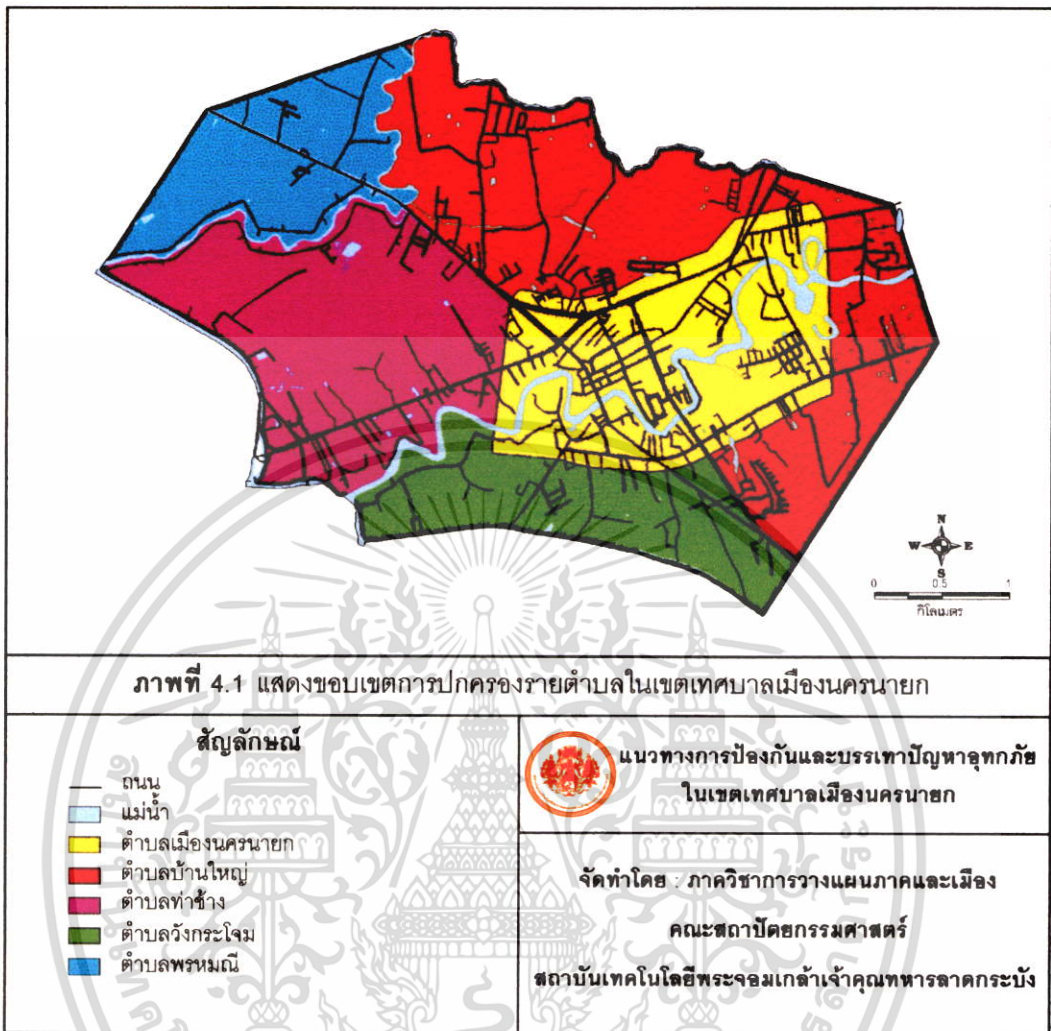 N
W E
S
0 0.5 1
กิโลเมตร
ภาพที่ 4.1 แสดงขอบเขตการปกครองรายตำบลในเขตเทศบาลเมืองนครนายก
สัญลักษณ์
ถนน
แม่น้ำ
ตำบลเมืองนครนายก
ตำบลบ้านใหญ่
ตำบลท่าช้าง
ตำบลวังกระโจม
ตำบลพรหมณี
แนวทางการป้องกันและบรรเทาปัญหาอุทกภัย
ในเขตเทศบาลเมืองนครนายก
จัดทำโดย : ภาควิชาการวางแผนภาคและเมือง
คณะสถาปัตยกรรมศาสตร์
สถาบันเทคโนโลยีพระจอมเกล้าเจ้าคุณทหารลาดกระบัง